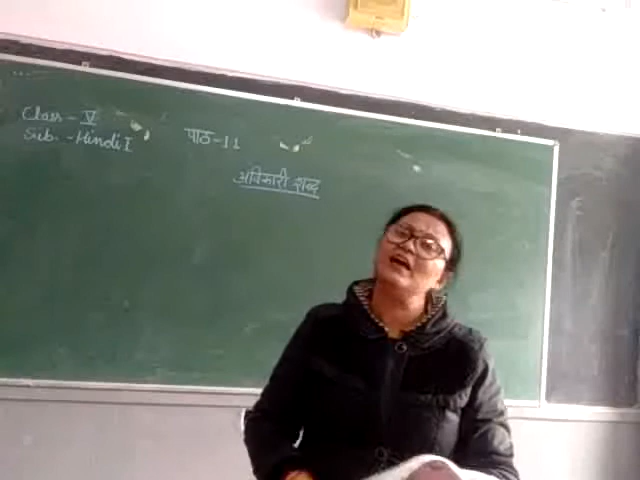 Class - V
Sub. - Hindi I
पाठ-11
अविकारी शब्द